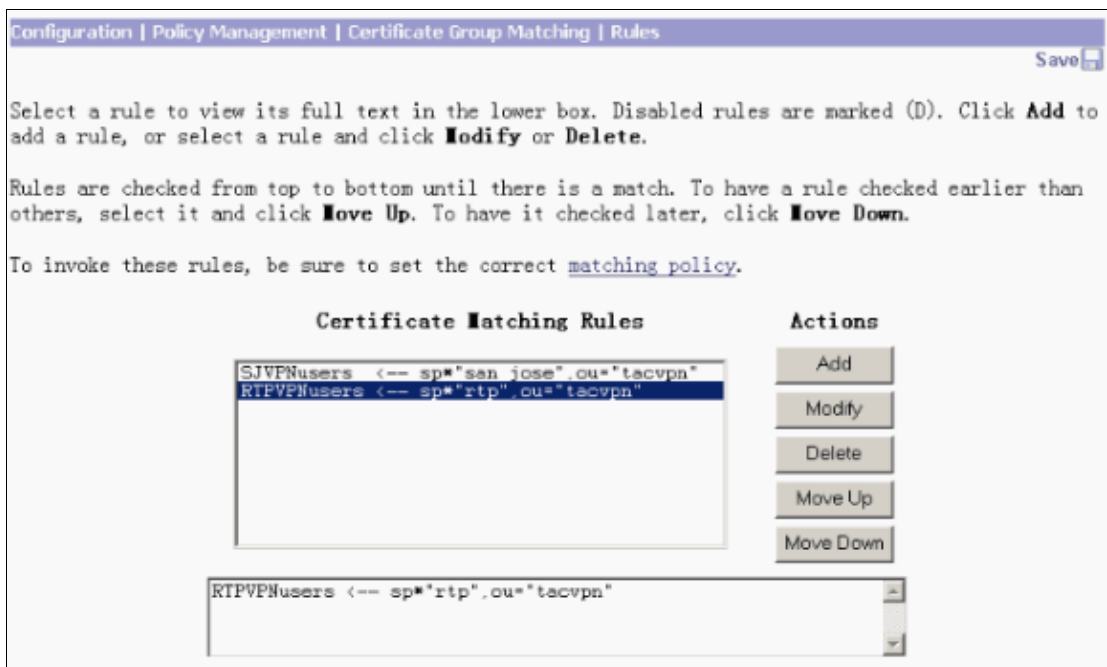 Configuration | Policy Management | Certificate Group Matching | Rules
Save
Select a rule to view its full text in the lower box. Disabled rules are marked (D). Click Add to
add a rule, or select a rule and click Modify or Delete.
Rules are checked from top to bottom until there is a match. To have a rule checked earlier than
others, select it and click Move Up. To have it checked later, click Move Down.
To invoke these rules, be sure to set the correct matching policy.
Certificate Matching Rules
Actions
SJVPNusers <-- sp*"san jose",ou="tacvpn"
RTPVPNusers <-- sp*"rtp",ou="tacvpn"
Add
Modify
Delete
Move Up
Move Down
RTPVPNusers <-- sp*"rtp",ou="tacvpn"